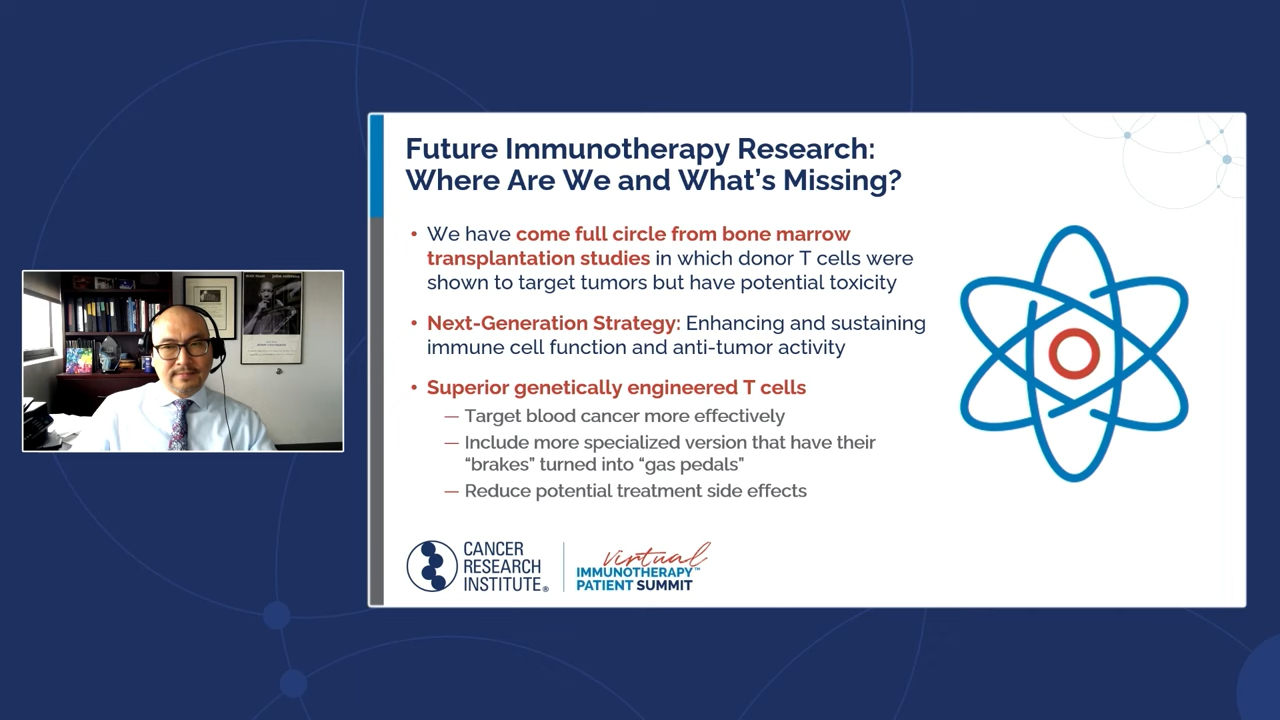 Future Immunotherapy Research:
Where Are We and What's Missing?
• We have come full circle from bone marrow
transplantation studies in which donor T cells were
shown to target tumors but have potential toxicity
• Next-Generation Strategy: Enhancing and sustaining
immune cell function and anti-tumor activity
• Superior genetically engineered T cells
— Target blood cancer more effectively
— Include more specialized version that have their
“brakes” turned into “gas pedals”
— Reduce potential treatment side effects
CANCER
RESEARCH
INSTITUTE®
virtual
IMMUNOTHERAPY™
PATIENT SUMMIT